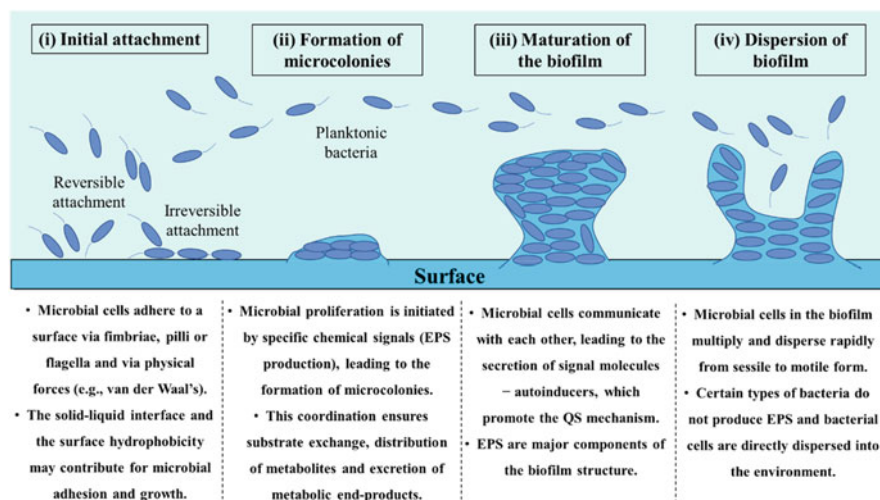 (i) Initial attachment
(ii) Formation of
microcolonies
(iii) Maturation of
the biofilm
(iv) Dispersion of
biofilm
Planktonic
bacteria
Reversible
attachment
Irreversible
attachment
Surface
• Microbial cells adhere to a
surface via fimbriae, pilli or
flagella and via physical
forces (e.g., van der Waal's).
• The solid-liquid interface and
the surface hydrophobicity
may contribute for microbial
adhesion and growth.
• Microbial proliferation is initiated
by specific chemical signals (EPS
production), leading to the
formation of microcolonies.
• This coordination ensures
substrate exchange, distribution
of metabolites and excretion of
metabolic end-products.
• Microbial cells communicate
with each other, leading to the
secretion of signal molecules
– autoinducers, which
promote the QS mechanism.
• EPS are major components of
the biofilm structure.
• Microbial cells in the biofilm
multiply and disperse rapidly
from sessile to motile form.
• Certain types of bacteria do
not produce EPS and bacterial
cells are directly dispersed into
the environment.